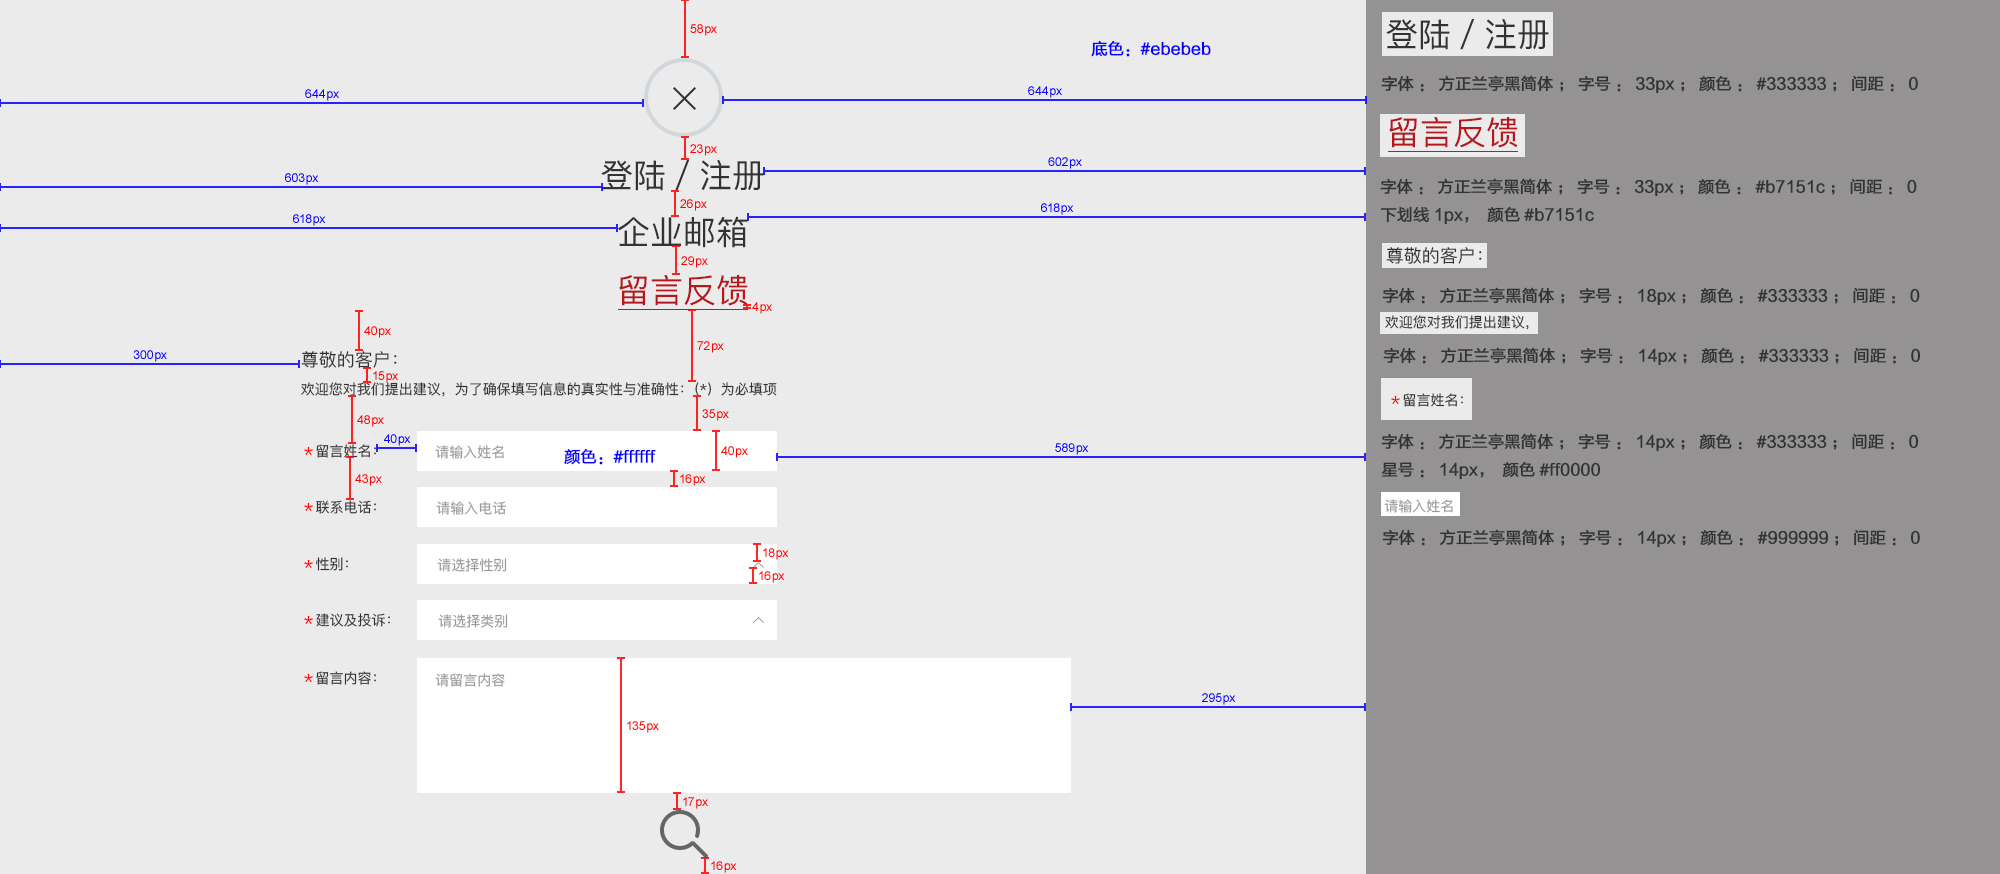 58px
底色：#ebebeb
644px
644px
23px
登陆 / 注册
603px
602px
26px
企业邮箱
618px
618px
29px
留言反馈
4px
40px
72px
300px
尊敬的客户：
15px
欢迎您对我们提出建议，为了确保填写信息的真实性与准确性：(*) 为必填项
48px
35px
*留言姓名：
40px
请输入姓名
颜色：#ffffff
40px
589px
43px
16px
*联系电话：
请输入电话
*性别：
请选择性别
18px
16px
*建议及投诉：
请选择类别
*留言内容：
请留言内容
135px
295px
17px
16px
登陆 / 注册
字体： 方正兰亭黑简体； 字号： 33px； 颜色： #333333； 间距： 0
留言反馈
字体： 方正兰亭黑简体； 字号： 33px； 颜色： #b7151c； 间距： 0
下划线 1px， 颜色 #b7151c
尊敬的客户：
字体： 方正兰亭黑简体； 字号： 18px； 颜色： #333333； 间距： 0
欢迎您对我们提出建议，
字体： 方正兰亭黑简体； 字号： 14px； 颜色： #333333； 间距： 0
*留言姓名：
字体： 方正兰亭黑简体； 字号： 14px； 颜色： #333333； 间距： 0
星号： 14px， 颜色 #ff0000
请输入姓名
字体： 方正兰亭黑简体； 字号： 14px； 颜色： #999999； 间距： 0